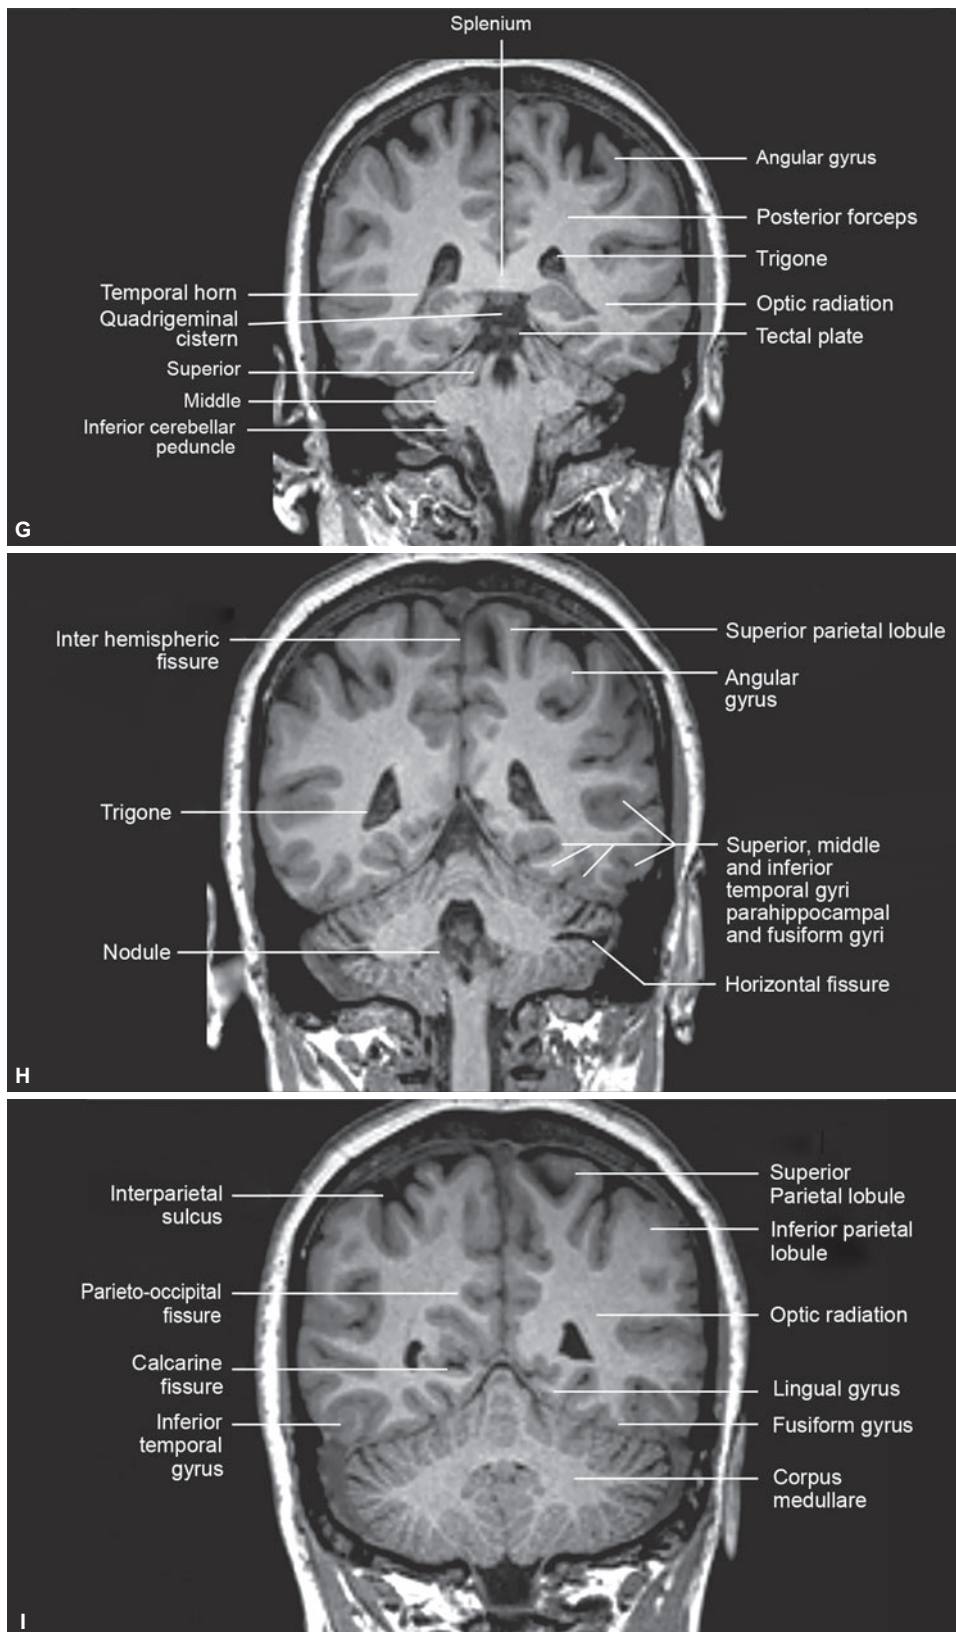 Splenium
Angular gyrus
Posterior forceps
Trigone
Temporal horn
Optic radiation
Quadrigeminal
cistern
Tectal plate
Superior
Middle
Inferior cerebellar
peduncle
G
Inter hemispheric
fissure
Superior parietal lobule
Angular
gyrus
Trigone
Superior, middle
and inferior
temporal gyri
parahippocampal
and fusiform gyri
Nodule
Horizontal fissure
H
Interparietal
sulcus
Superior
Parietal lobule
Inferior parietal
lobule
Parieto-occipital
fissure
Optic radiation
Calcarine
fissure
Lingual gyrus
Inferior
temporal
gyrus
Fusiform gyrus
Corpus
medullare
I